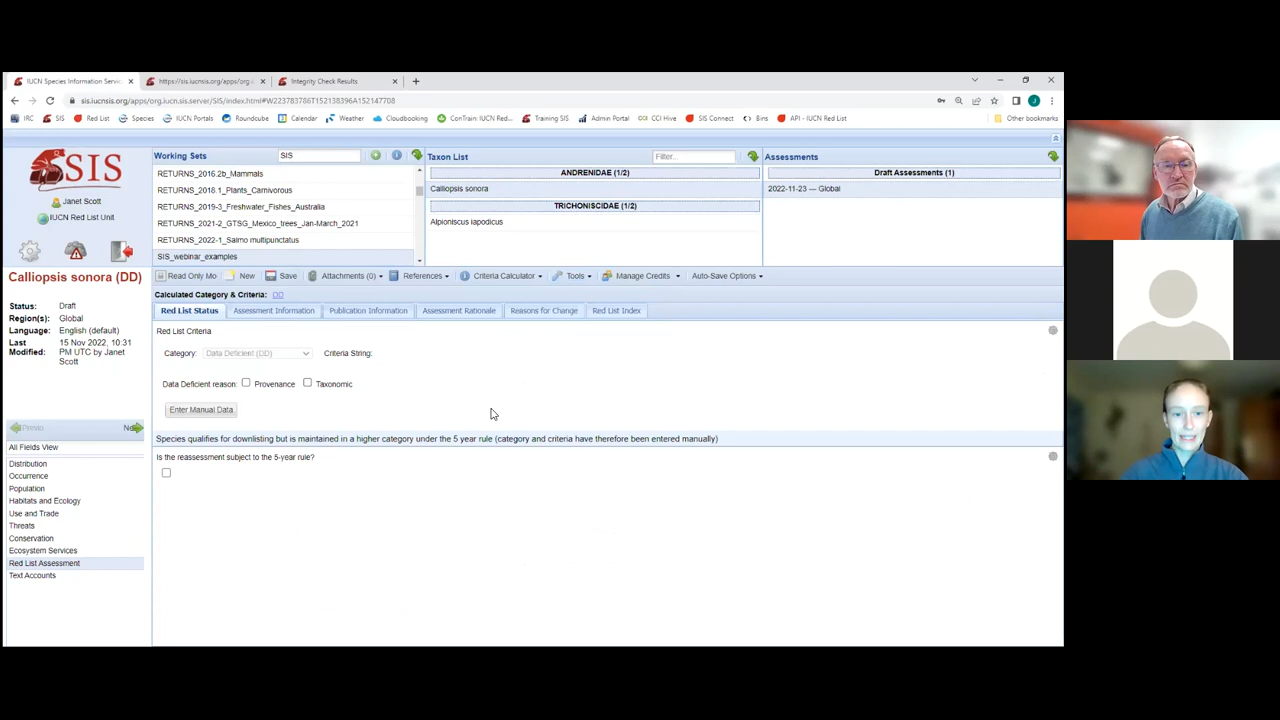 IUCN Species Information Servi
https://sis.iucnsis.org/apps/org.i
Integrity Check Results
sis.iucnsis.org/apps/org.iucn.sis.server/SIS/index.html#W223783786T152138396A152147708
IRC
SIS
Red List
Species
IUCN Portals
Roundcube
Calendar
Weather
Cloudbooking
ConTrain: IUCN Red...
Training SIS
Admin Portal
CCI Hive
SIS Connect
Bins
API - IUCN Red List
Other bookmarks
SIS
Janet Scott
IUCN Red List Unit
Working Sets
SIS
RETURNS_2016.2b_Mammals
RETURNS_2018.1_Plants_Carnivorous
RETURNS_2019-3_Freshwater_Fishes_Australia
RETURNS_2021-2_GTSG_Mexico_trees_Jan-March_2021
RETURNS_2022-1_Salmo multipunctatus
SIS_webinar_examples
Taxon List
Filter...
ANDRENIDAE (1/2)
Calliopsis sonora
TRICHONISCIDAE (1/2)
Alpioniscus iapodicus
Assessments
Draft Assessments (1)
2022-11-23 — Global
Calliopsis sonora (DD)
Status: Draft
Region(s): Global
Language: English (default)
Last Modified: 15 Nov 2022, 10:31
PM UTC by Janet
Scott
Previo
Ne
All Fields View
Distribution
Occurrence
Population
Habitats and Ecology
Use and Trade
Threats
Conservation
Ecosystem Services
Red List Assessment
Text Accounts
Read Only Mo
New
Save
Attachments (0)
References
Criteria Calculator
Tools
Manage Credits
Auto-Save Options
Calculated Category & Criteria: DD
Red List Status
Assessment Information
Publication Information
Assessment Rationale
Reasons for Change
Red List Index
Red List Criteria
Category: Data Deficient (DD) Criteria String:
Data Deficient reason: Provenance Taxonomic
Enter Manual Data
Species qualifies for downlisting but is maintained in a higher category under the 5 year rule (category and criteria have therefore been entered manually)
Is the reassessment subject to the 5-year rule?